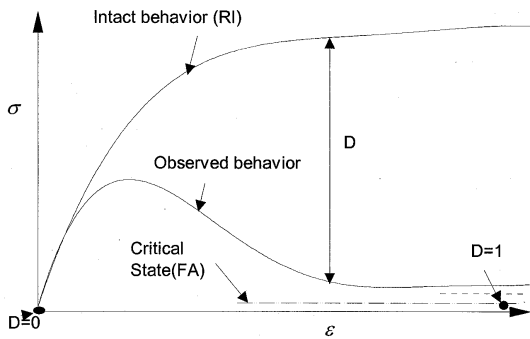 Intact behavior (RI)
σ
D
Observed behavior
Critical
State(FA)
D=1
D=0
ε